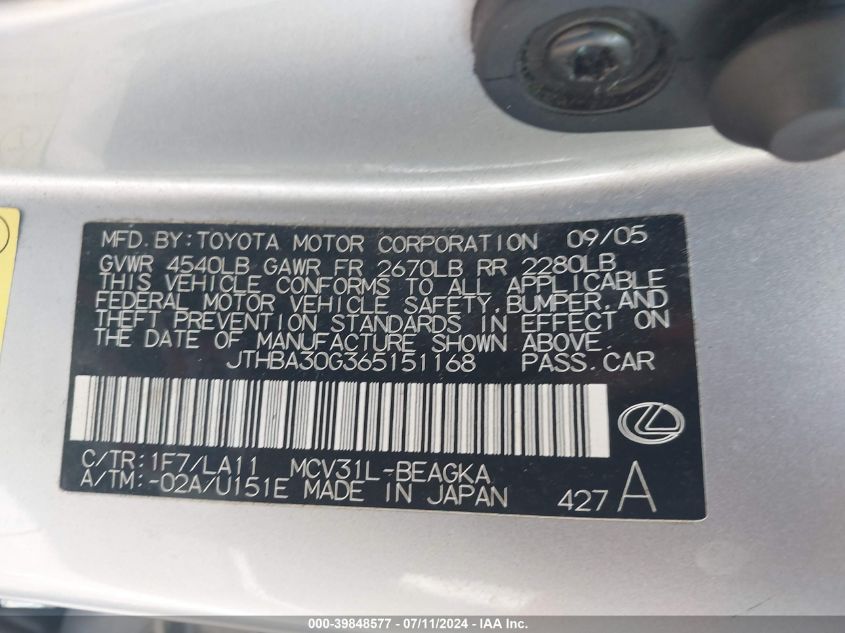 MFD. BY: TOYOTA MOTOR CORPORATION 09/05
GVWR 4540LB GAWR FR 2670LB RR 2280LB
THIS VEHICLE CONFORMS TO ALL APPLICABLE
FEDERAL MOTOR VEHICLE SAFETY, BUMPER, AND
THEFT PREVENTION STANDARDS IN EFFECT ON
THE DATE OF MANUFACTURE SHOWN ABOVE.
JTHBA30G365151168 PASS. CAR
C/TR: 1F7/LA11 MCV31L-BEAGKA
A/TM: -02A/U151E MADE IN JAPAN 427 A
000-39848577 - 07/11/2024 - IAA Inc.